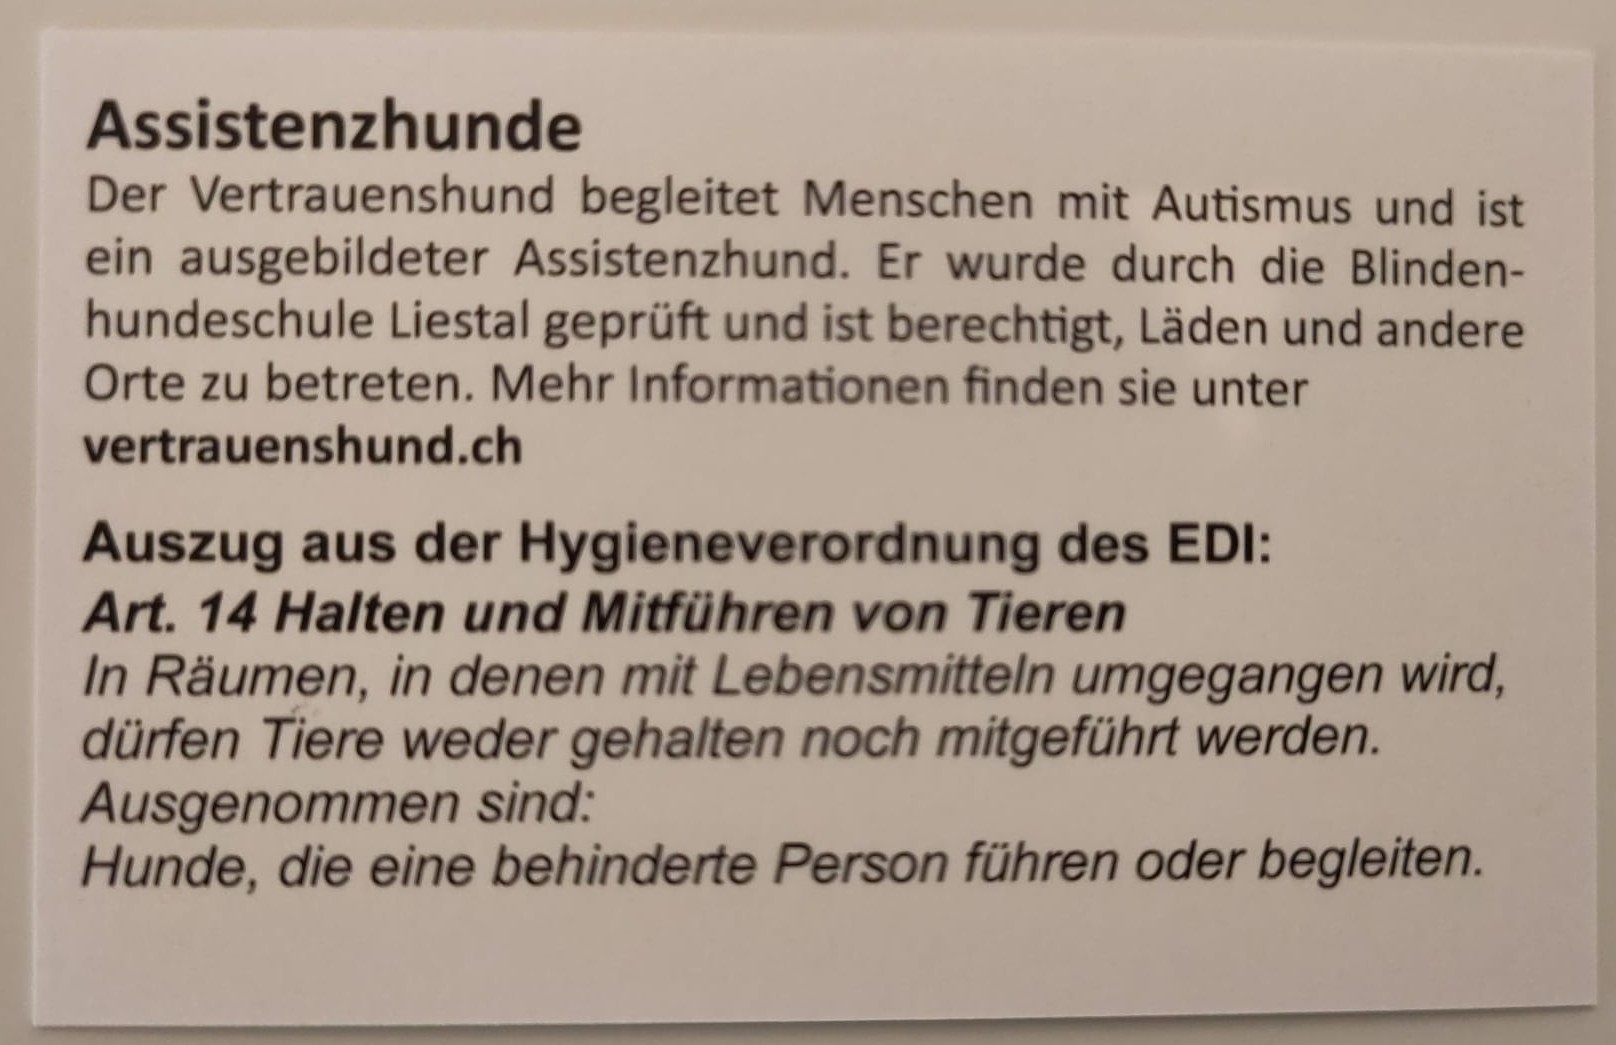 Assistenzhunde
Der Vertrauenshund begleitet Menschen mit Autismus und ist
ein ausgebildeter Assistenzhund. Er wurde durch die Blinden-
hundeschule Liestal geprüft und ist berechtigt, Läden und andere
Orte zu betreten. Mehr Informationen finden sie unter
vertrauenshund.ch
Auszug aus der Hygieneverordnung des EDI:
Art. 14 Halten und Mitführen von Tieren
In Räumen, in denen mit Lebensmitteln umgegangen wird,
dürfen Tiere weder gehalten noch mitgeführt werden.
Ausgenommen sind:
Hunde, die eine behinderte Person führen oder begleiten.